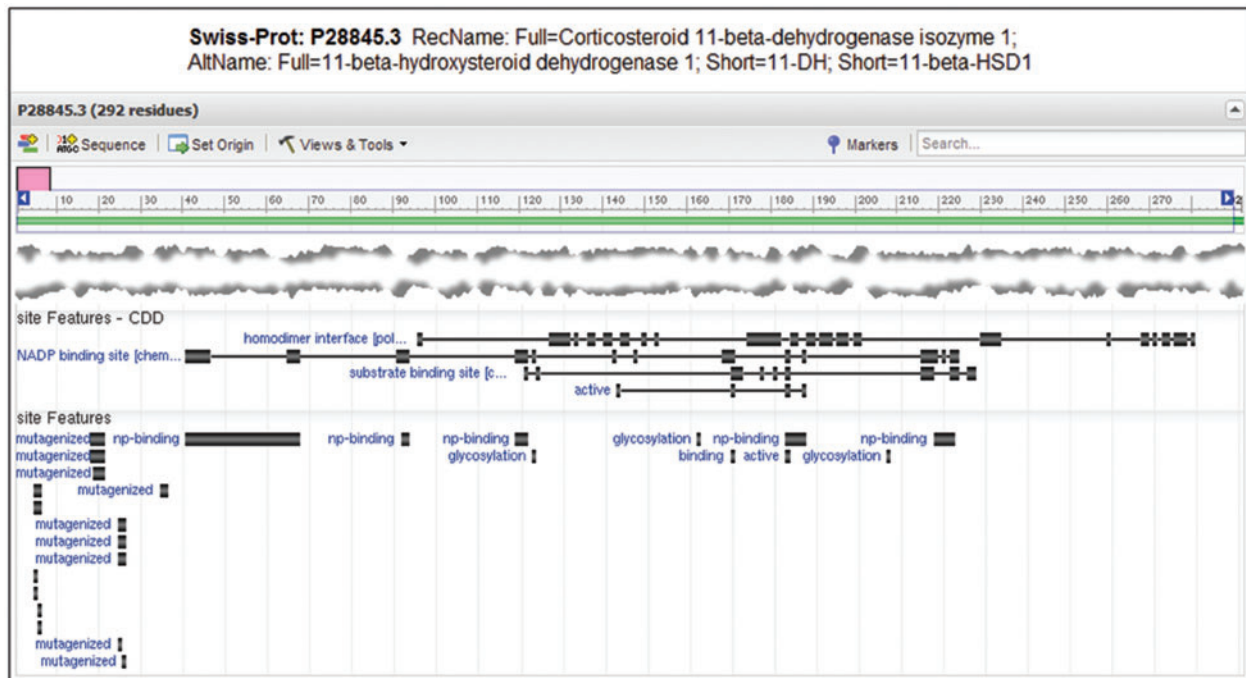 Swiss-Prot: P28845.3 RecName: Full=Corticosteroid 11-beta-dehydrogenase isozyme 1;
AltName: Full=11-beta-hydroxysteroid dehydrogenase 1; Short=11-DH; Short=11-beta-HSD1
P28845.3 (292 residues)
Sequence Set Origin Views & Tools Markers Search...
10 20 30 40 50 60 70 80 90 100 110 120 130 140 150 160 170 180 190 200 210 220 230 240 250 260 270
site Features - CDD
homodimer interface [pol...
NADP binding site [chem...
substrate binding site [c...
active
site Features
mutagenized np-binding np-binding np-binding glycosylation np-binding np-binding
mutagenized glycosylation binding active glycosylation
mutagenized
mutagenized
mutagenized
mutagenized
mutagenized
mutagenized
mutagenized